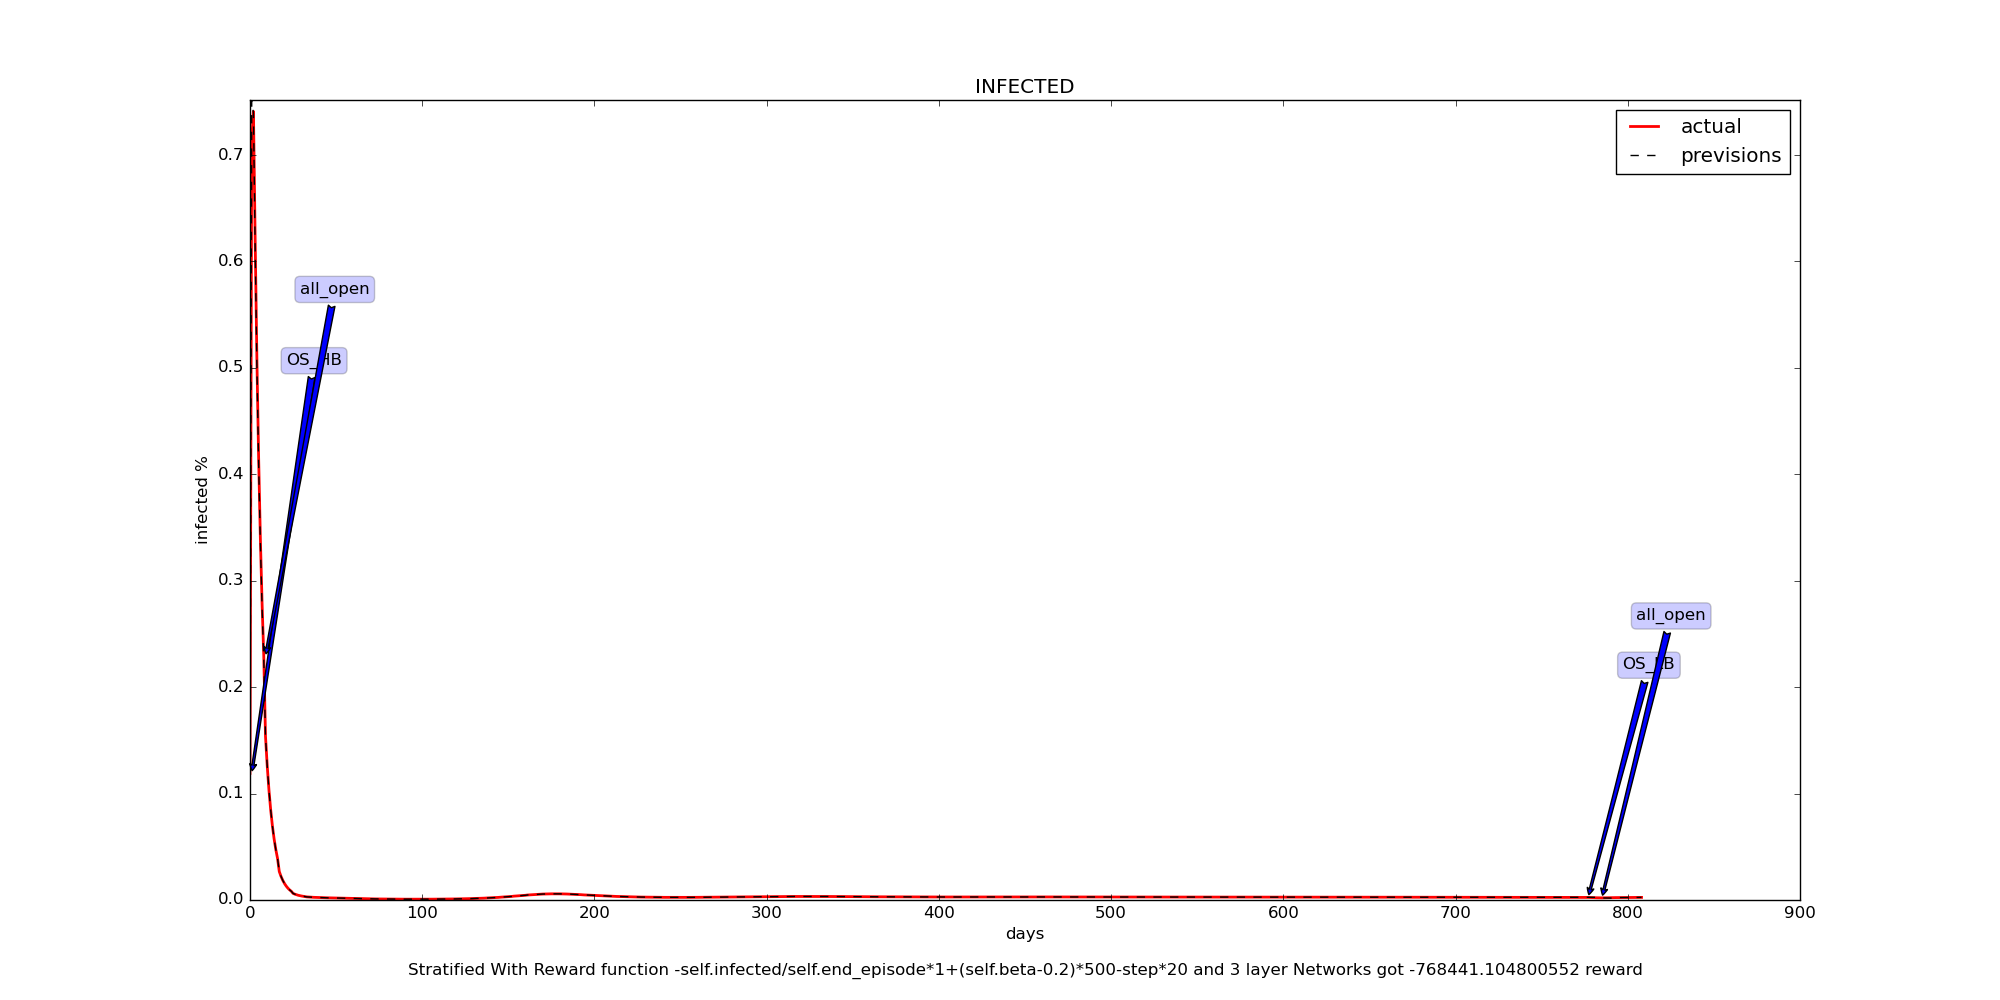 INFECTED
actual
previsions
0.7
0.6
0.5
0.4
0.3
0.2
0.1
0.0
infected %
all_open
all_open
0
100
200
300
400
500
600
700
800
900
days
Stratified With Reward function -self.infected/self.end_episode*1+(self.beta-0.2)*500-step*20 and 3 layer Networks got -768441.104800552 reward